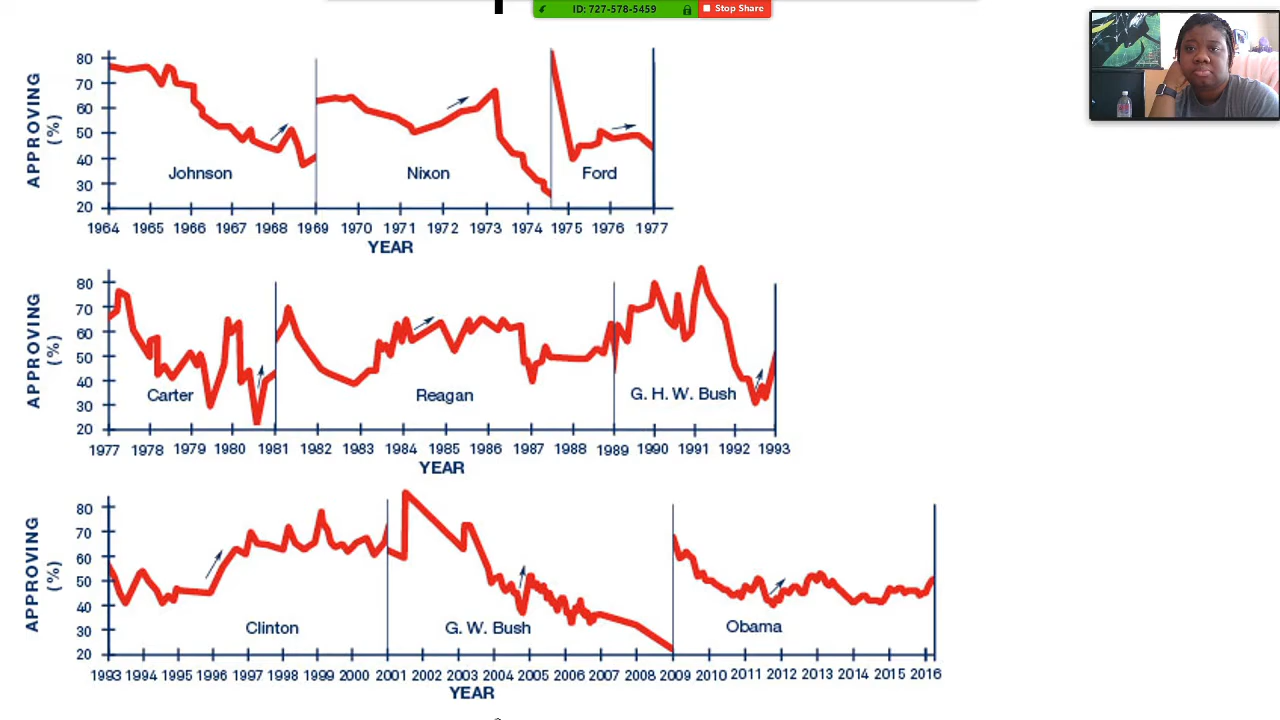 ID: 727-578-5459
Stop Share
APPROVING
(%)
80
70
60
50
40
30
20
Johnson
Nixon
Ford
1964 1965 1966 1967 1968 1969 1970 1971 1972 1973 1974 1975 1976 1977
YEAR
APPROVING
(%)
80
70
60
50
40
30
20
Carter
Reagan
G. H. W. Bush
1977 1978 1979 1980 1981 1982 1983 1984 1985 1986 1987 1988 1989 1990 1991 1992 1993
YEAR
APPROVING
(%)
80
70
60
50
40
30
20
Clinton
G. W. Bush
Obama
1993 1994 1995 1996 1997 1998 1999 2000 2001 2002 2003 2004 2005 2006 2007 2008 2009 2010 2011 2012 2013 2014 2015 2016
YEAR